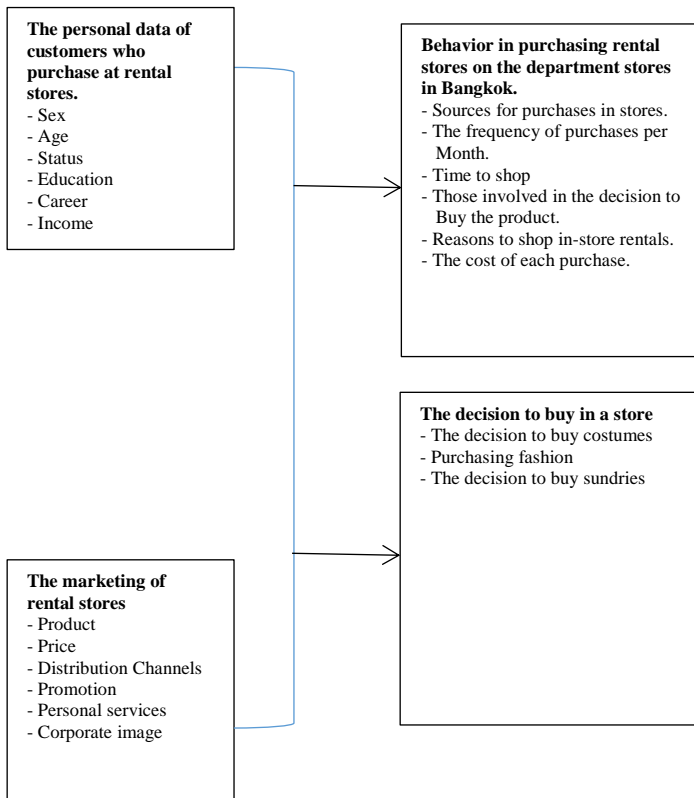 The personal data of
customers who
purchase at rental
stores.
- Sex
- Age
- Status
- Education
- Career
- Income
Behavior in purchasing rental
stores on the department stores
in Bangkok.
- Sources for purchases in stores.
- The frequency of purchases per
Month.
- Time to shop
- Those involved in the decision to
Buy the product.
- Reasons to shop in-store rentals.
- The cost of each purchase.
The decision to buy in a store
- The decision to buy costumes
- Purchasing fashion
- The decision to buy sundries
The marketing of
rental stores
- Product
- Price
- Distribution Channels
- Promotion
- Personal services
- Corporate image